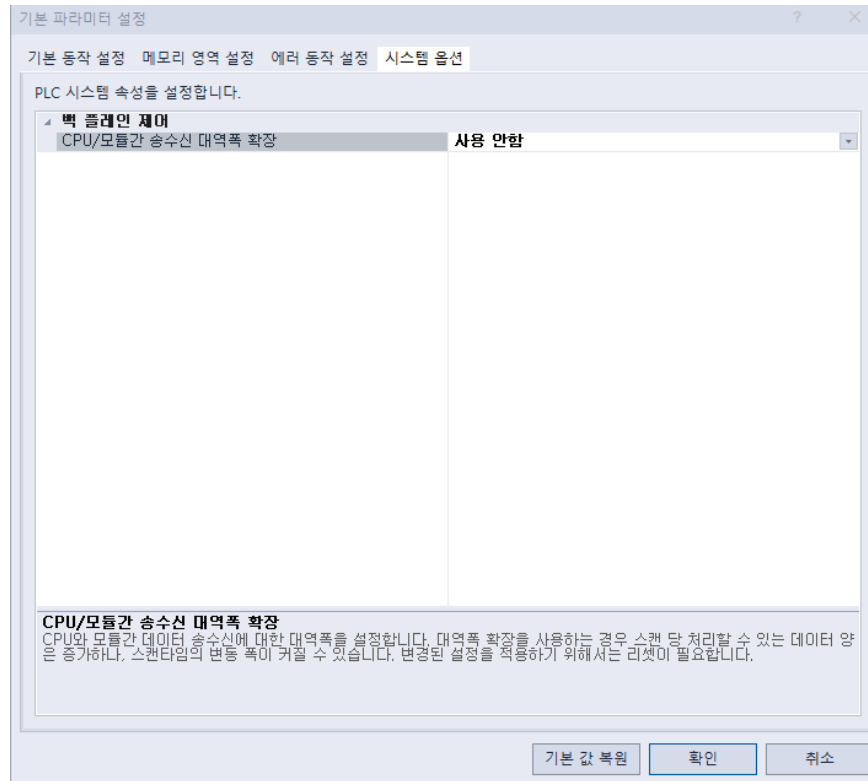 기본 파라미터 설정
기본 동작 설정 메모리 영역 설정 에러 동작 설정 시스템 옵션
PLC 시스템 속성을 설정합니다.
백 플레인 제어
CPU/모듈간 송수신 대역폭 확장 사용 안함
CPU/모듈간 송수신 대역폭 확장
CPU와 모듈간 데이터 송수신에 대한 대역폭을 설정합니다. 대역폭 확장을 사용하는 경우 스캔 당 처리할 수 있는 데이터 양
은 증가하나, 스캔타임의 변동 폭이 커질 수 있습니다. 변경된 설정을 적용하기 위해서는 리셋이 필요합니다.
기본 값 복원 확인 취소